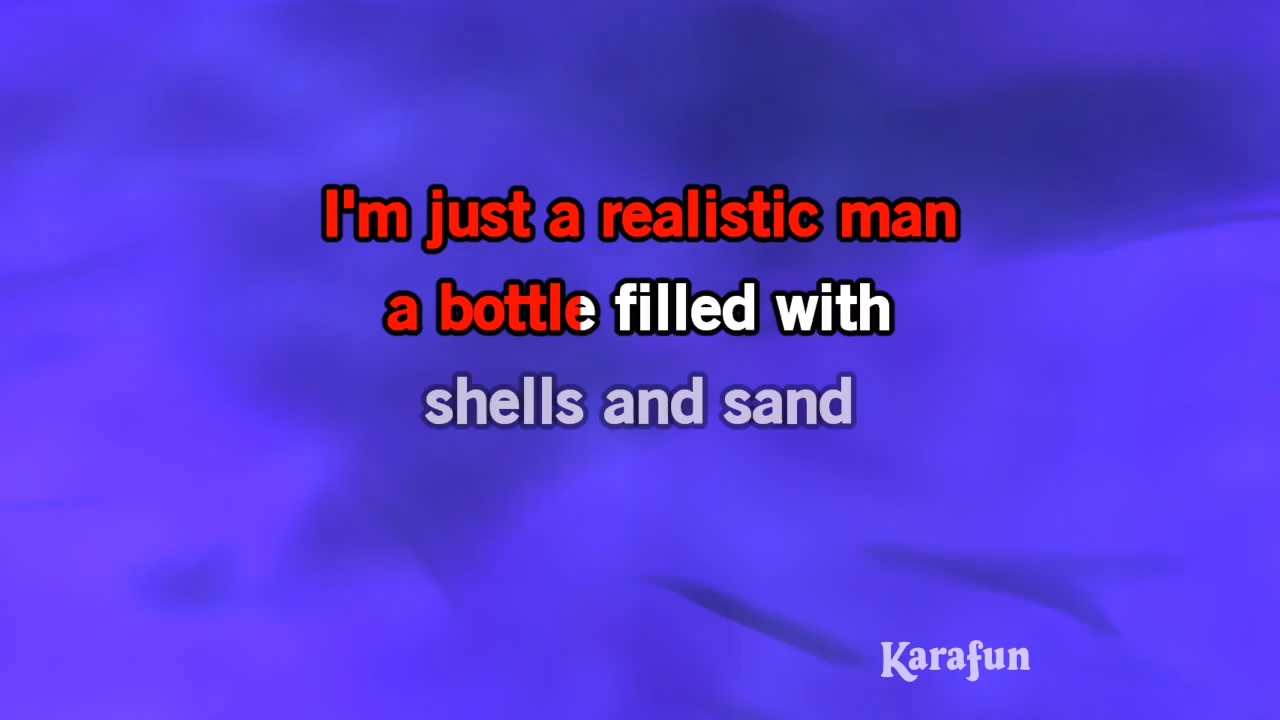 I'm just a realistic man
a bottle filled with
shells and sand
Karafun